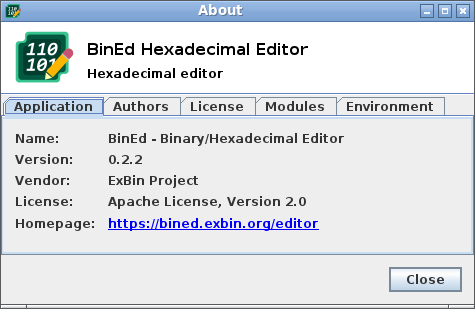 About
110
101
BinEd Hexadecimal Editor
Hexadecimal editor
Application Authors License Modules Environment
Name: BinEd - Binary/Hexadecimal Editor
Version: 0.2.2
Vendor: ExBin Project
License: Apache License, Version 2.0
Homepage: https://bined.exbin.org/editor
Close